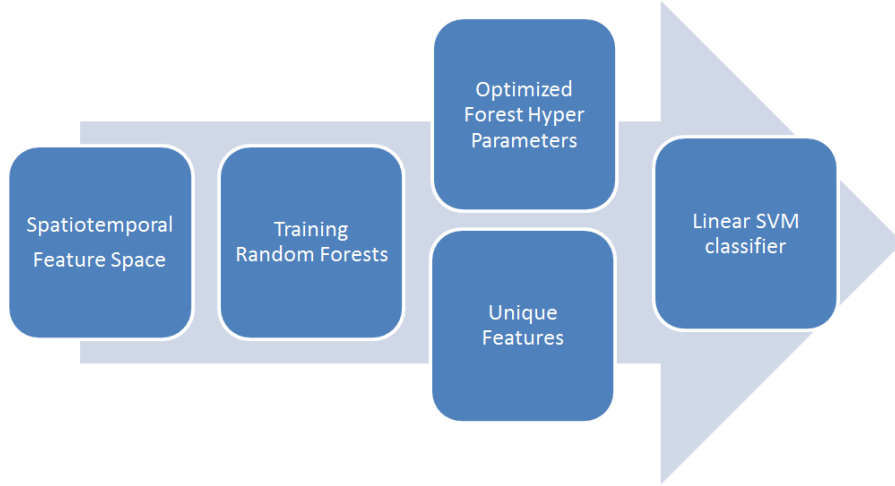 Spatiotemporal
Feature Space
Training
Random Forests
Optimized
Forest Hyper
Parameters
Unique
Features
Linear SVM
classifier